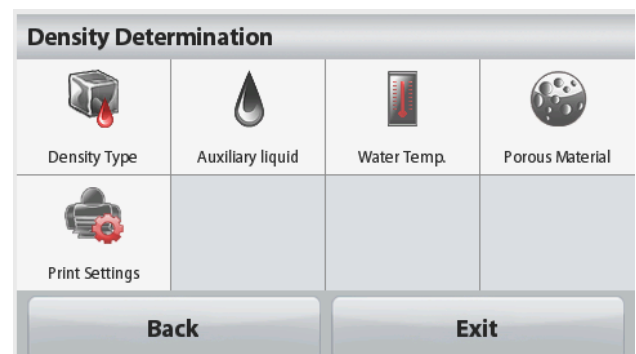 Density Determination
Density Type
Auxiliary liquid
Water Temp.
Porous Material
Print Settings
Back
Exit